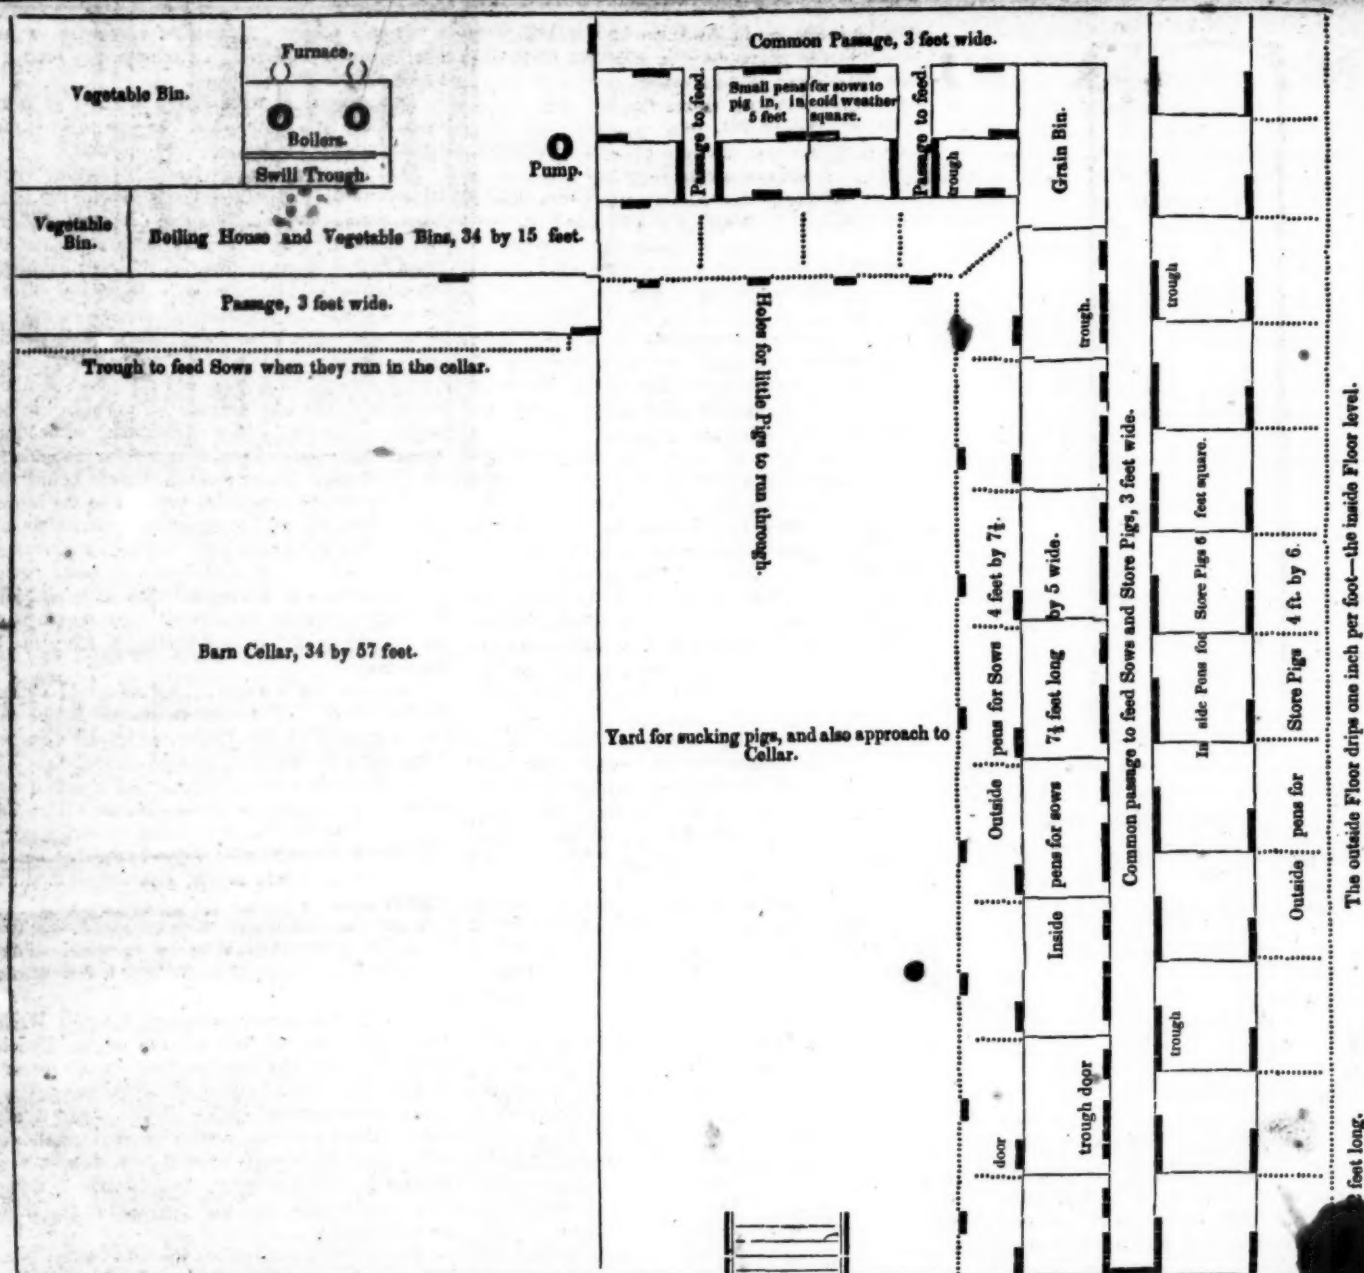 Furnace.
Vegetable Bin.
Boilers.
Swill Trough.
Pump.
Vegetable
Bin.
Boiling House and Vegetable Bins, 34 by 15 feet.
Passage, 3 feet wide.
Trough to feed Sows when they run in the cellar.
Barn Cellar, 34 by 57 feet.
Common Passage, 3 feet wide.
Passage to feed.
Small pens for sows to
pig in, in cold weather
5 feet square.
Passage to feed.
trough
Grain Bin.
Holes for little Pigs to run through.
Yard for sucking pigs, and also approach to
Cellar.
Outside pens for Sows 4 feet by 7½.
door
trough.
Inside pens for sows 7½ feet long by 5 wide.
trough door
Common passage to feed Sows and Store Pigs, 3 feet wide.
trough
In side Pens for Store Pigs 6 feet square.
trough
Outside pens for Store Pigs 4 ft. by 6.
The outside Floor drips one inch per foot—the inside Floor level.
feet long.